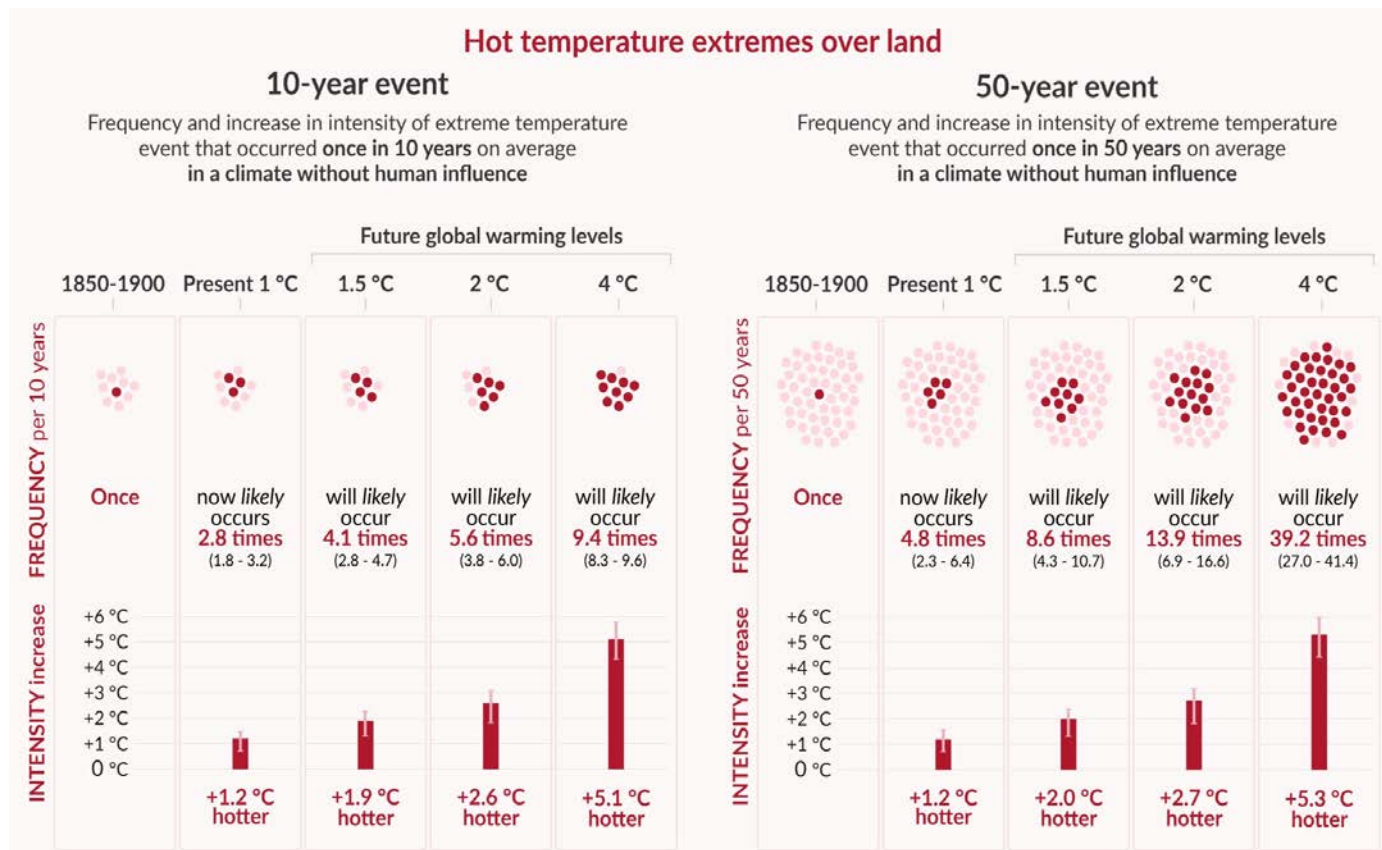 Hot temperature extremes over land
10-year event
Frequency and increase in intensity of extreme temperature
event that occurred once in 10 years on average
in a climate without human influence
Future global warming levels
1850-1900 Present 1 °C 1.5 °C 2 °C 4 °C
FREQUENCY per 10 years
Once
now likely
occurs
2.8 times
(1.8 - 3.2)
will likely
occur
4.1 times
(2.8 - 4.7)
will likely
occur
5.6 times
(3.8 - 6.0)
will likely
occur
9.4 times
(8.3 - 9.6)
INTENSITY increase
+6 °C
+5 °C
+4 °C
+3 °C
+2 °C
+1 °C
0 °C
+1.2 °C
hotter
+1.9 °C
hotter
+2.6 °C
hotter
+5.1 °C
hotter
50-year event
Frequency and increase in intensity of extreme temperature
event that occurred once in 50 years on average
in a climate without human influence
Future global warming levels
1850-1900 Present 1 °C 1.5 °C 2 °C 4 °C
FREQUENCY per 50 years
Once
now likely
occurs
4.8 times
(2.3 - 6.4)
will likely
occur
8.6 times
(4.3 - 10.7)
will likely
occur
13.9 times
(6.9 - 16.6)
will likely
occur
39.2 times
(27.0 - 41.4)
INTENSITY increase
+6 °C
+5 °C
+4 °C
+3 °C
+2 °C
+1 °C
0 °C
+1.2 °C
hotter
+2.0 °C
hotter
+2.7 °C
hotter
+5.3 °C
hotter